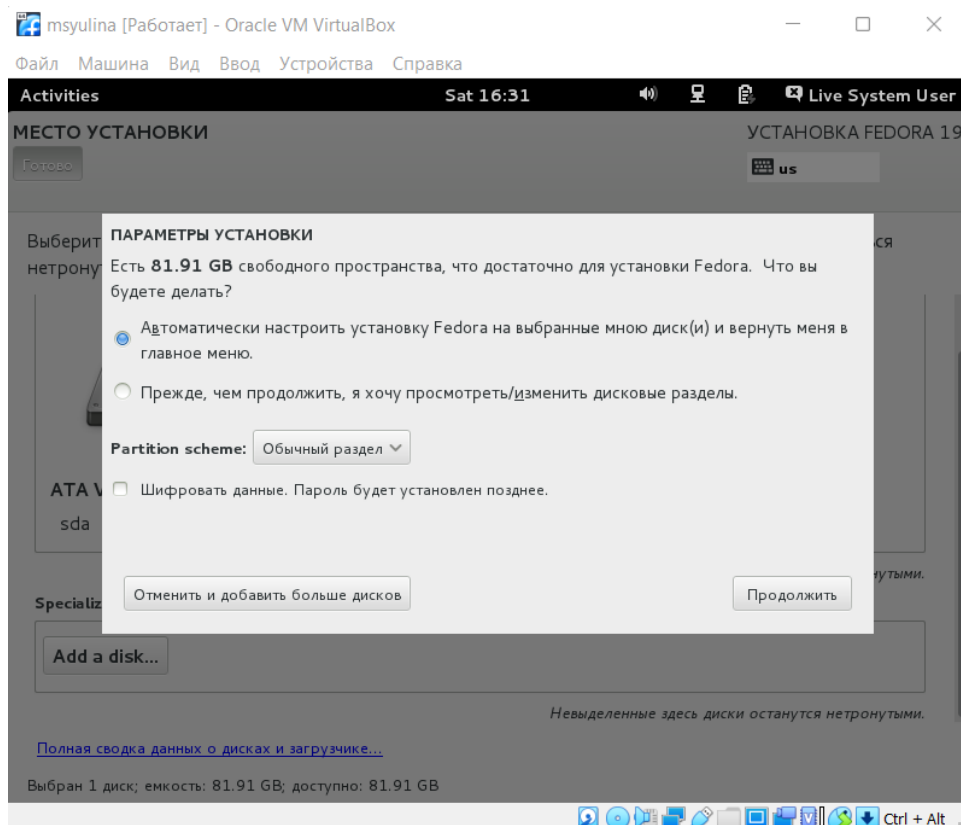 msyulina [Работает] - Oracle VM VirtualBox
Файл Машина Вид Ввод Устройства Справка
Activities Sat 16:31 Live System User
МЕСТО УСТАНОВКИ УСТАНОВКА FEDORA 19
Готово us
Выберит ся
нетрону
ПАРАМЕТРЫ УСТАНОВКИ
Есть 81.91 GB свободного пространства, что достаточно для установки Fedora. Что вы
будете делать?
Автоматически настроить установку Fedora на выбранные мною диск(и) и вернуть меня в
главное меню.
Прежде, чем продолжить, я хочу просмотреть/изменить дисковые разделы.
Partition scheme: Обычный раздел
Шифровать данные. Пароль будет установлен позднее.
Отменить и добавить больше дисков Продолжить
ATA V
sda
нутыми.
Specializ
Add a disk...
Невыделенные здесь диски останутся нетронутыми.
Полная сводка данных о дисках и загрузчике...
Выбран 1 диск; емкость: 81.91 GB; доступно: 81.91 GB
Ctrl + Alt